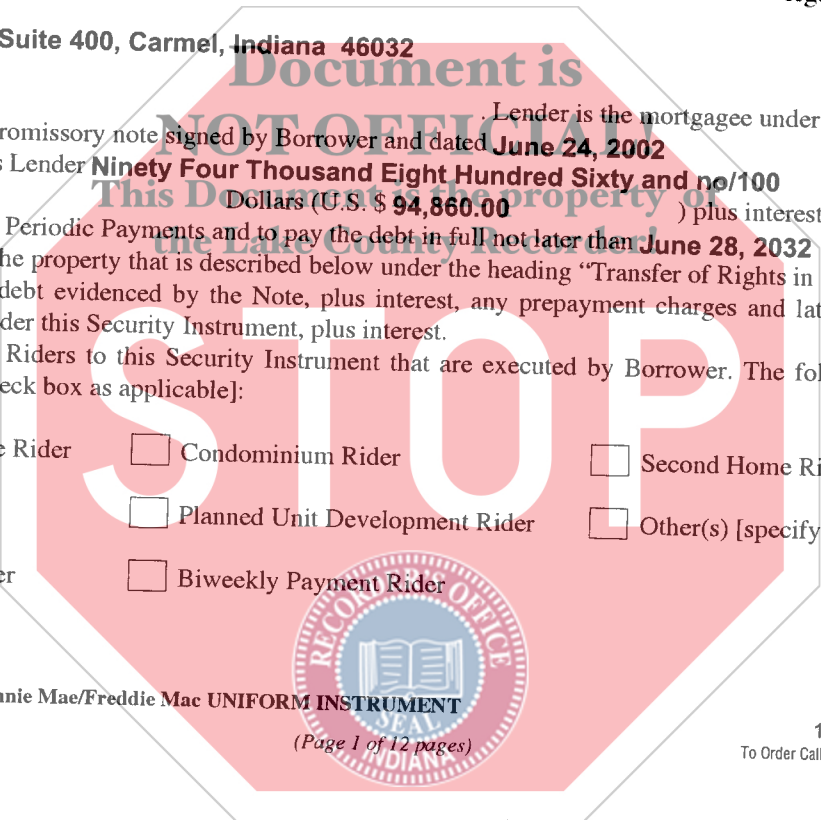 Suite 400, Carmel, Indiana 46032
Document is
. Lender is the mortgagee under
NOT OFFICIAL!
romissory note signed by Borrower and dated June 24, 2002
s Lender Ninety Four Thousand Eight Hundred Sixty and no/100
This Document is the property of
Dollars (U.S. $ 94,860.00 ) plus interest
Periodic Payments and to pay the debt in full not later than June 28, 2032
the Lake County Recorder!
he property that is described below under the heading “Transfer of Rights in
debt evidenced by the Note, plus interest, any prepayment charges and lat
der this Security Instrument, plus interest.
Riders to this Security Instrument that are executed by Borrower. The fol
eck box as applicable]:
STOP
e Rider Condominium Rider Second Home Ri
Planned Unit Development Rider Other(s) [specify
er Biweekly Payment Rider
RECORDER'S OFFICE
nnie Mae/Freddie Mac UNIFORM INSTRUMENT
SEAL
(Page 1 of 12 pages)
INDIANA
To Order Call